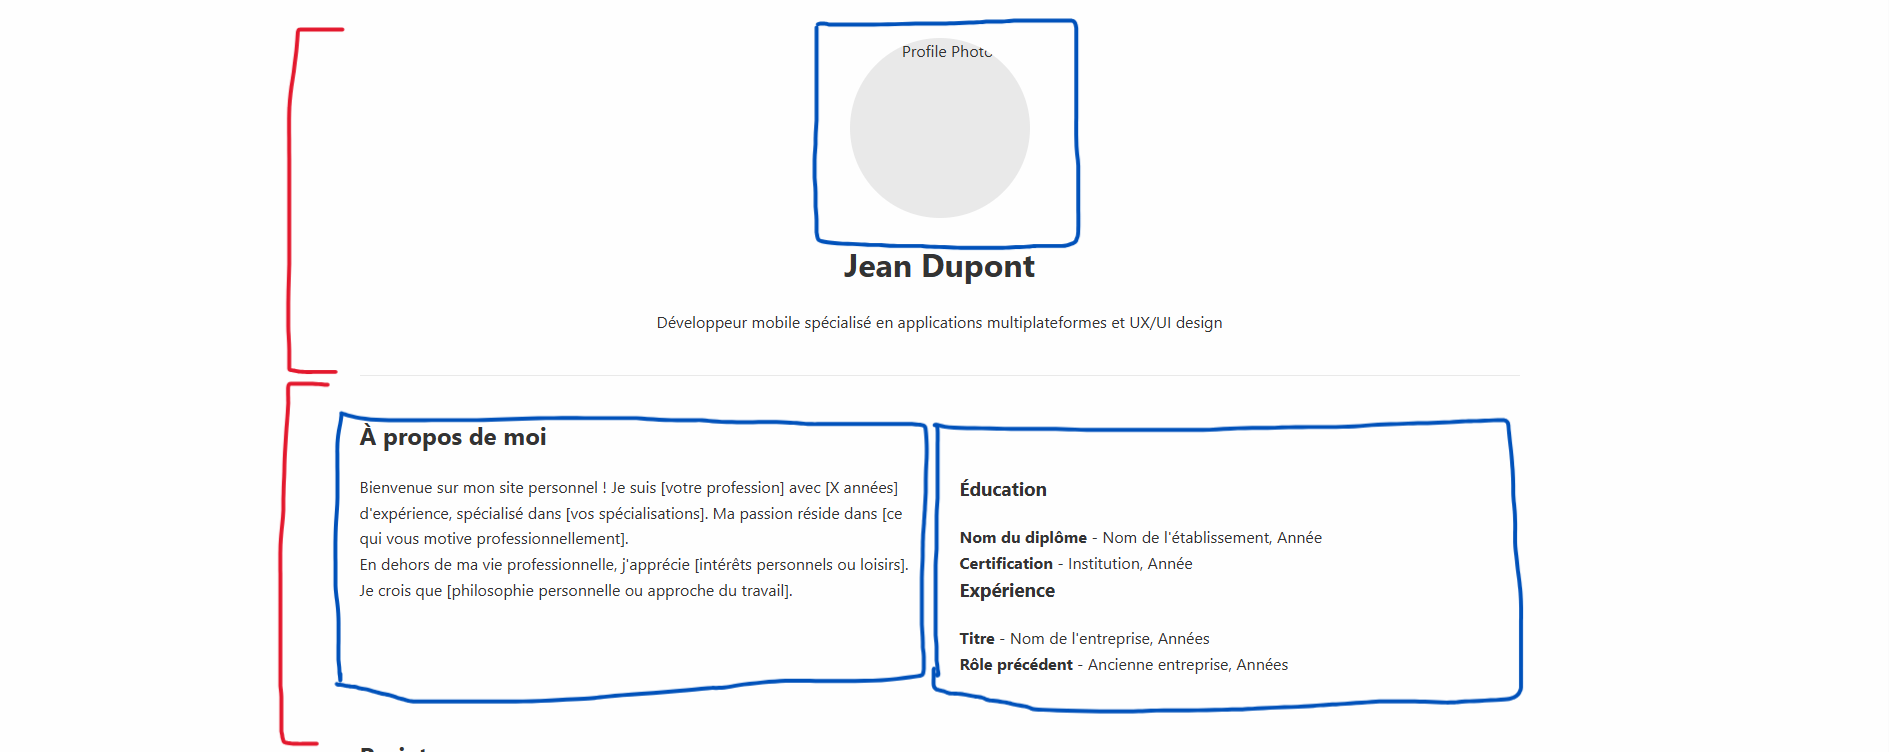 Profile Photo
Jean Dupont
Développeur mobile spécialisé en applications multiplateformes et UX/UI design
À propos de moi
Bienvenue sur mon site personnel ! Je suis [votre profession] avec [X années]
d'expérience, spécialisé dans [vos spécialisations]. Ma passion réside dans [ce
qui vous motive professionnellement].
En dehors de ma vie professionnelle, j'apprécie [intérêts personnels ou loisirs].
Je crois que [philosophie personnelle ou approche du travail].
Éducation
Nom du diplôme - Nom de l'établissement, Année
Certification - Institution, Année
Expérience
Titre - Nom de l'entreprise, Années
Rôle précédent - Ancienne entreprise, Années